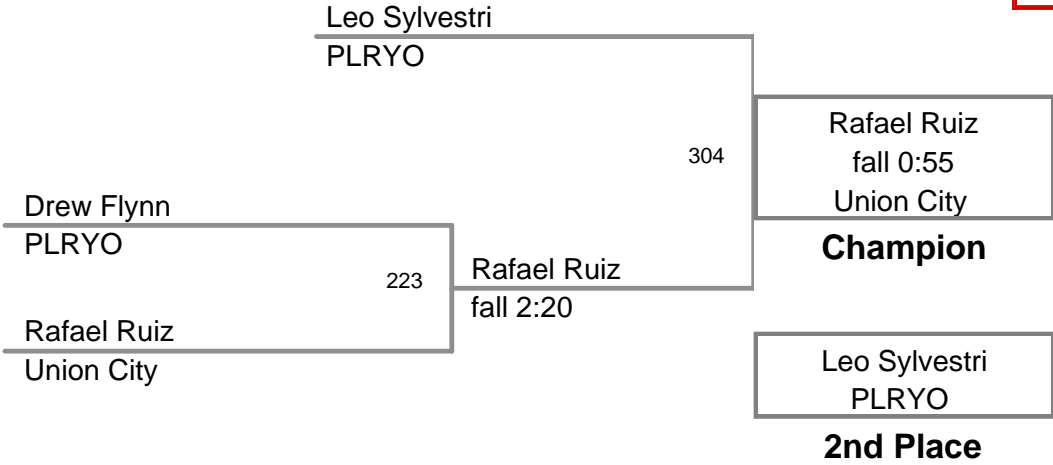 Leo Sylvestri
PLRYO
304
Rafael Ruiz
fall 0:55
Union City
Champion
Drew Flynn
PLRYO
223
Rafael Ruiz
fall 2:20
Rafael Ruiz
Union City
Leo Sylvestri
PLRYO
2nd Place